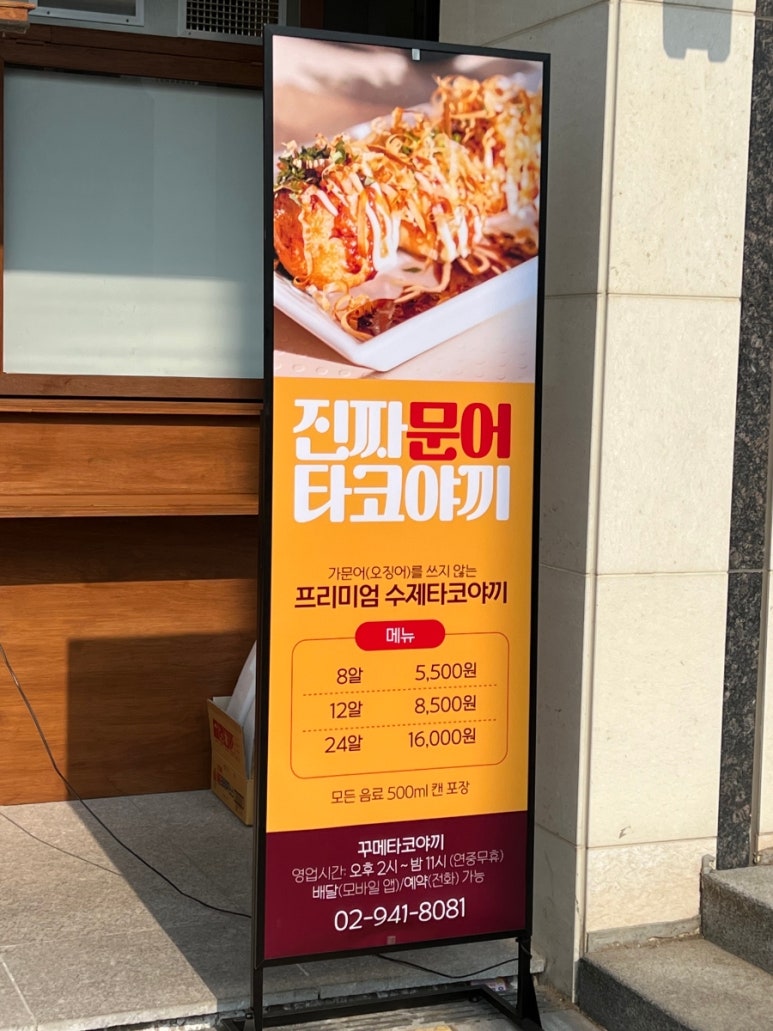 진짜문어
타코야끼
가문어(오징어)를 쓰지 않는
프리미엄 수제타코야끼
메뉴
8알 5,500원
12알 8,500원
24알 16,000원
모든 음료 500ml 캔 포장
꾸메타코야끼
영업시간: 오후 2시~밤 11시 (연중무휴)
배달(모바일 앱)/예약(전화) 가능
02-941-8081